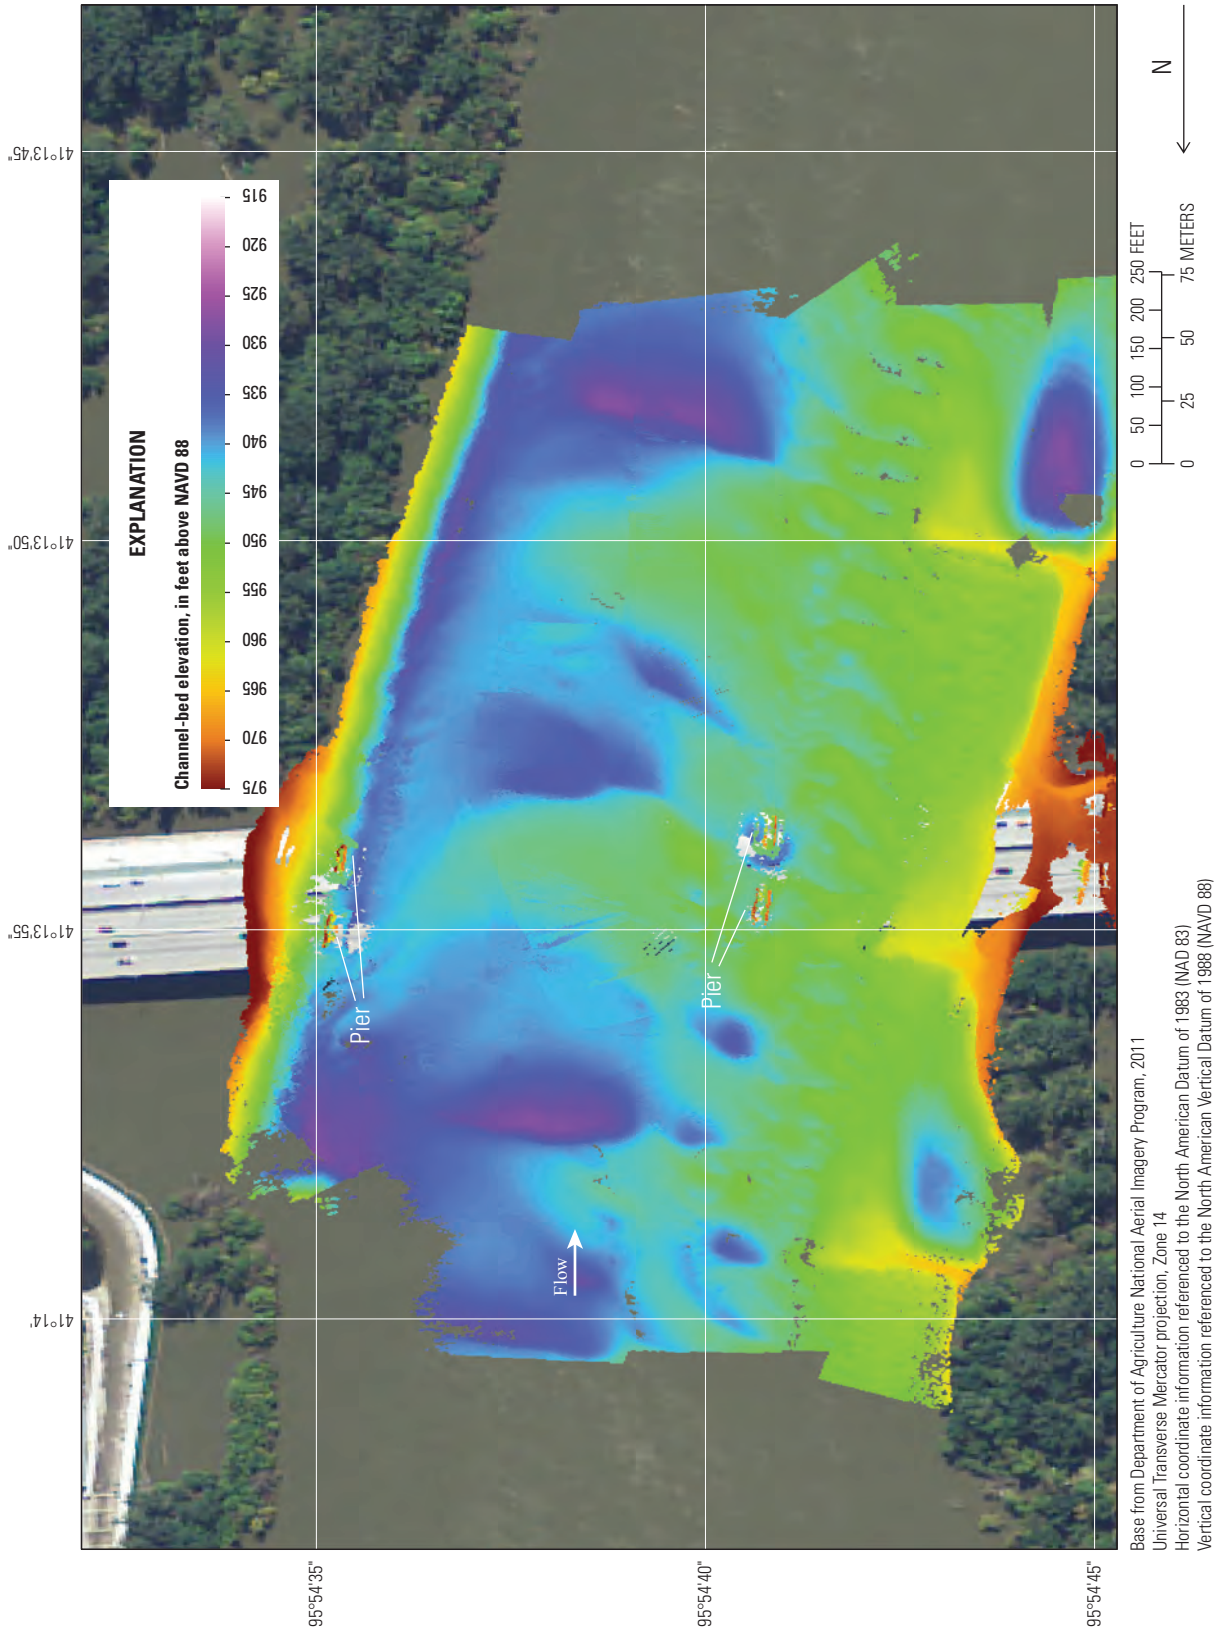 EXPLANATION
Channel-bed elevation, in feet above NAVD 88
975
970
965
960
955
950
945
940
935
930
925
920
915
41°14'
41°13'55"
41°13'50"
41°13'45"
95°54'35"
95°54'40"
95°54'45"
Pier
Pier
Flow
0 50 100 150 200 250 FEET
0 25 50 75 METERS
N
Base from Department of Agriculture National Aerial Imagery Program, 2011
Universal Transverse Mercator projection, Zone 14
Horizontal coordinate information referenced to the North American Datum of 1983 (NAD 83)
Vertical coordinate information referenced to the North American Vertical Datum of 1988 (NAVD 88)